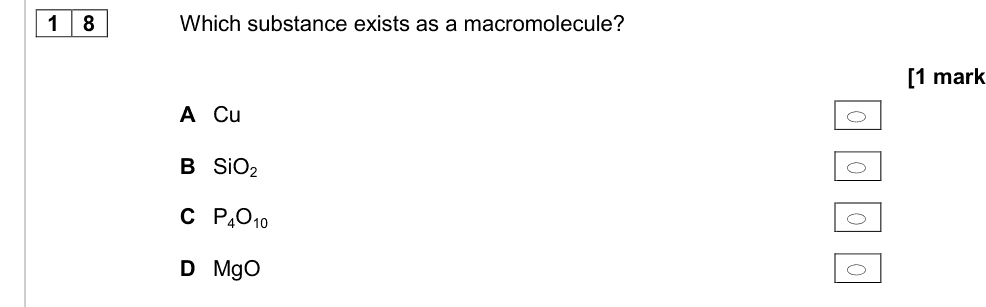 1 8 Which substance exists as a macromolecule?
[1 mark
A Cu
B SiO₂
C P₄O₁₀
D MgO